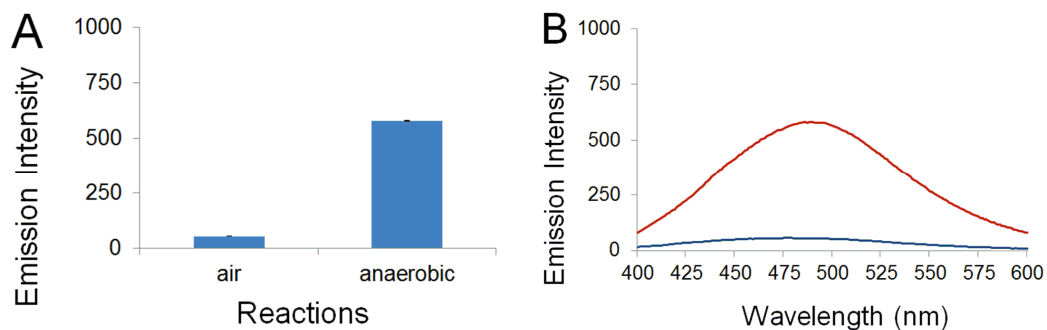 A
Emission Intensity
1000
750
500
250
0
air anaerobic
Reactions
B
Emission Intensity
1000
750
500
250
0
400 425 450 475 500 525 550 575 600
Wavelength (nm)